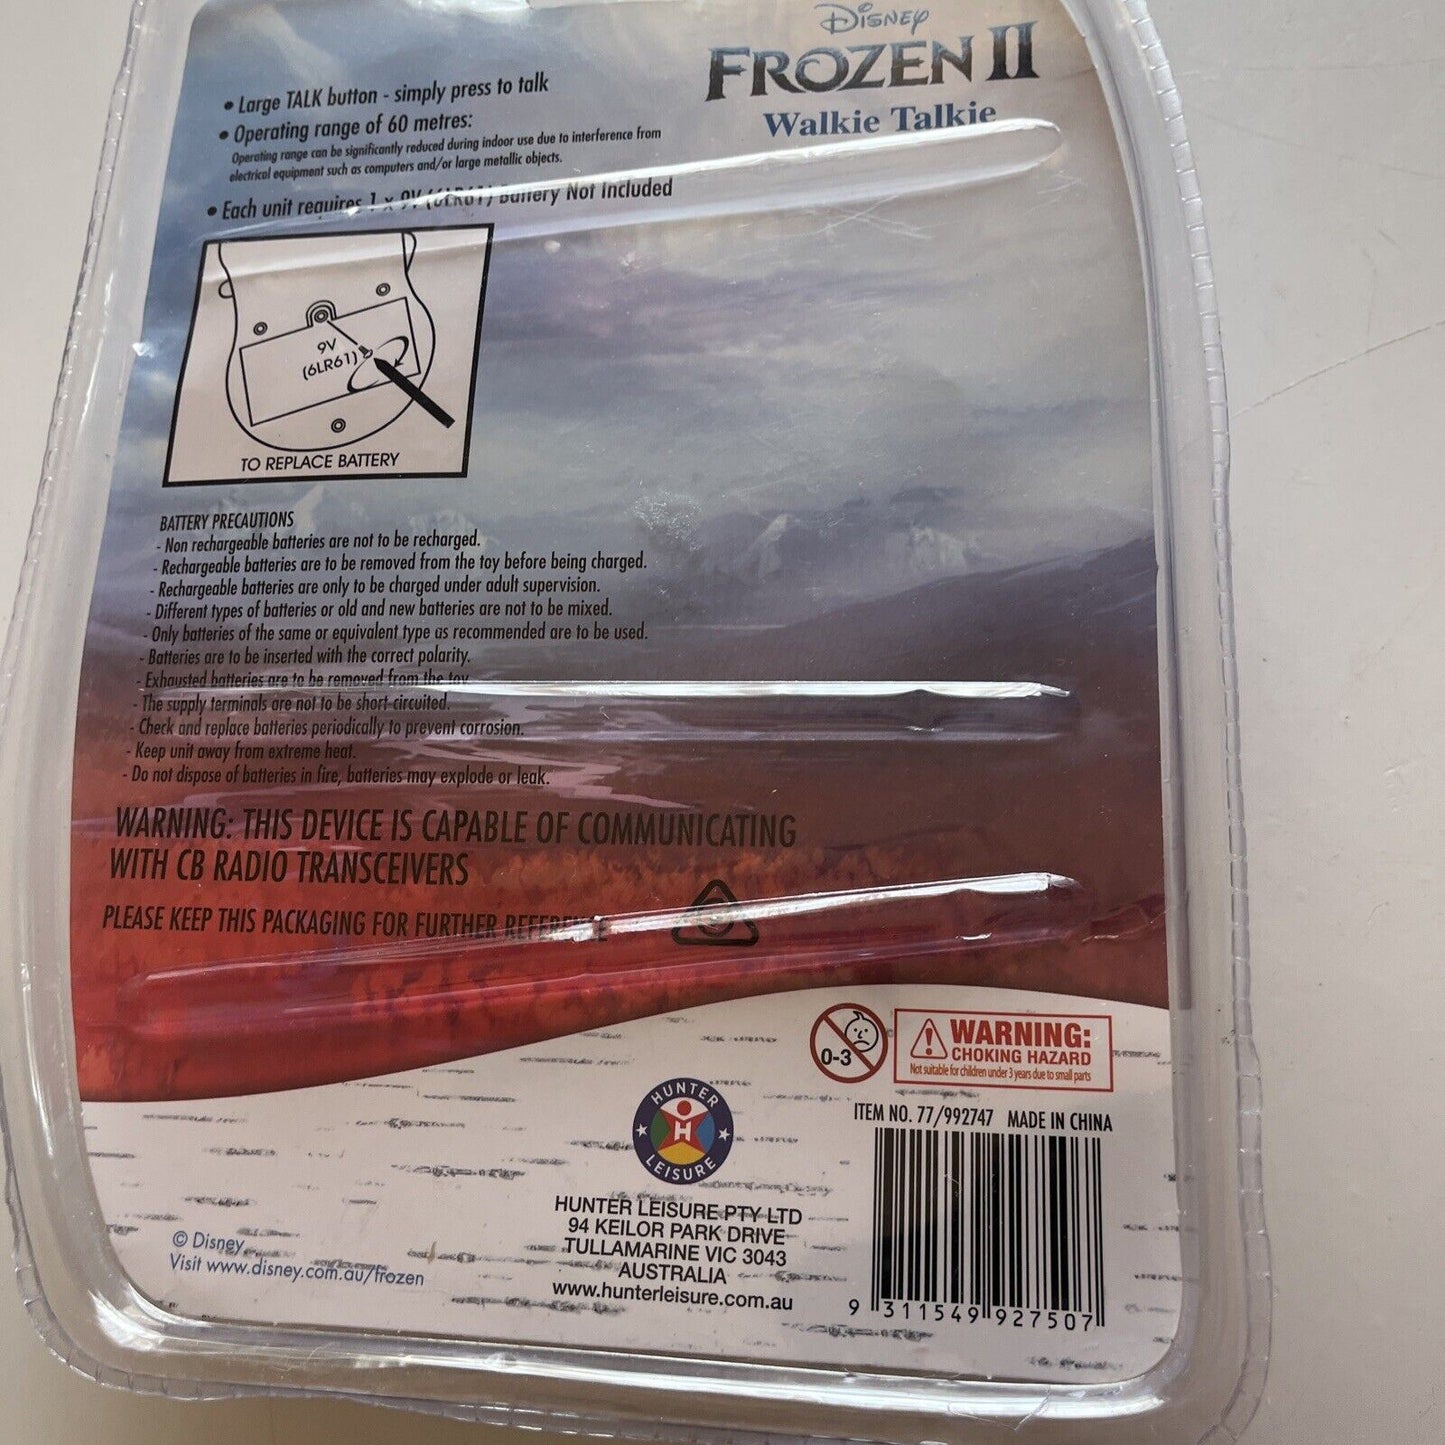 Disney
FROZEN II
Walkie Talkie
• Large TALK button - simply press to talk
• Operating range of 60 metres:
Operating range can be significantly reduced during indoor use due to interference from
electrical equipment such as computers and/or large metallic objects.
• Each unit requires 1 x 9V (6LR61) Battery Not Included
9V
(6LR61)
TO REPLACE BATTERY
BATTERY PRECAUTIONS
- Non rechargeable batteries are not to be recharged.
- Rechargeable batteries are to be removed from the toy before being charged.
- Rechargeable batteries are only to be charged under adult supervision.
- Different types of batteries or old and new batteries are not to be mixed.
- Only batteries of the same or equivalent type as recommended are to be used.
- Batteries are to be inserted with the correct polarity.
- Exhausted batteries are to be removed from the toy
- The supply terminals are not to be short-circuited.
- Check and replace batteries periodically to prevent corrosion.
- Keep unit away from extreme heat.
- Do not dispose of batteries in fire, batteries may explode or leak.
WARNING: THIS DEVICE IS CAPABLE OF COMMUNICATING
WITH CB RADIO TRANSCEIVERS
PLEASE KEEP THIS PACKAGING FOR FURTHER REFERENCE
0-3
WARNING:
CHOKING HAZARD
Not suitable for children under 3 years due to small parts
ITEM NO. 77/992747 MADE IN CHINA
HUNTER
H
LEISURE
HUNTER LEISURE PTY LTD
94 KEILOR PARK DRIVE
TULLAMARINE VIC 3043
AUSTRALIA
www.hunterleisure.com.au
© Disney
Visit www.disney.com.au/frozen
9 311549 927507